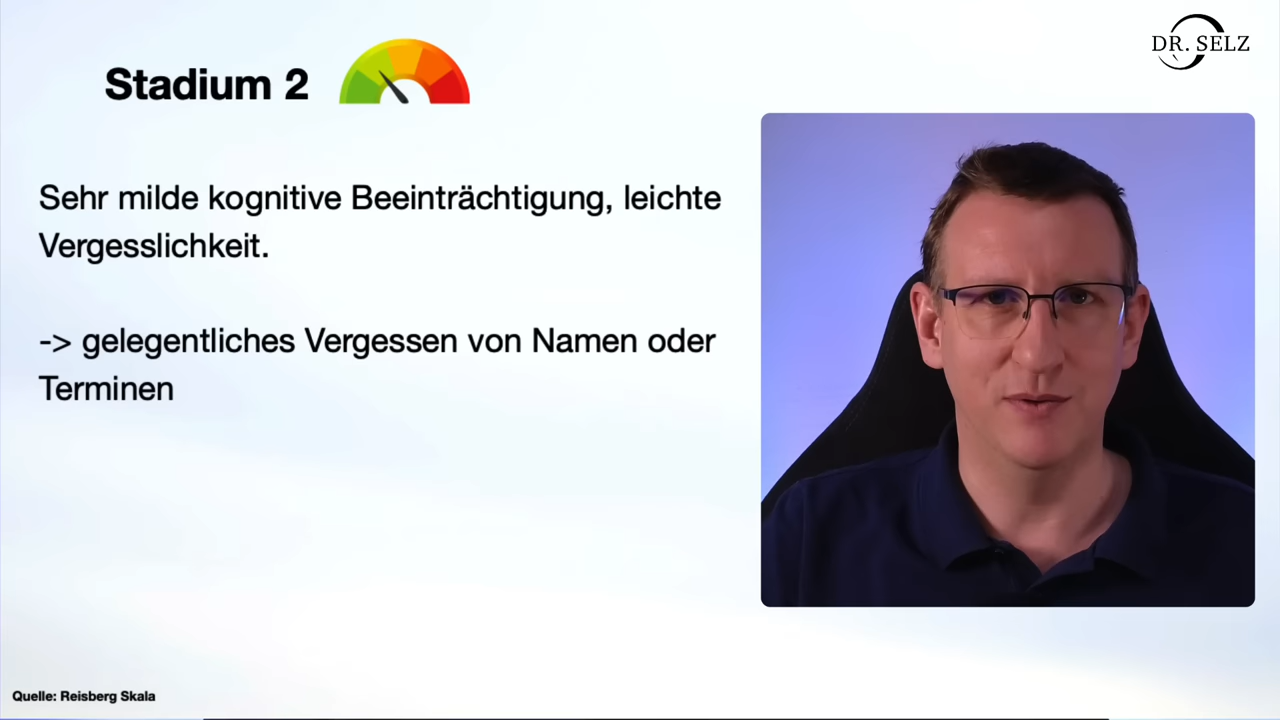 DR. SELZ
Stadium 2
Sehr milde kognitive Beeinträchtigung, leichte
Vergesslichkeit.
-> gelegentliches Vergessen von Namen oder
Terminen
Quelle: Reisberg Skala